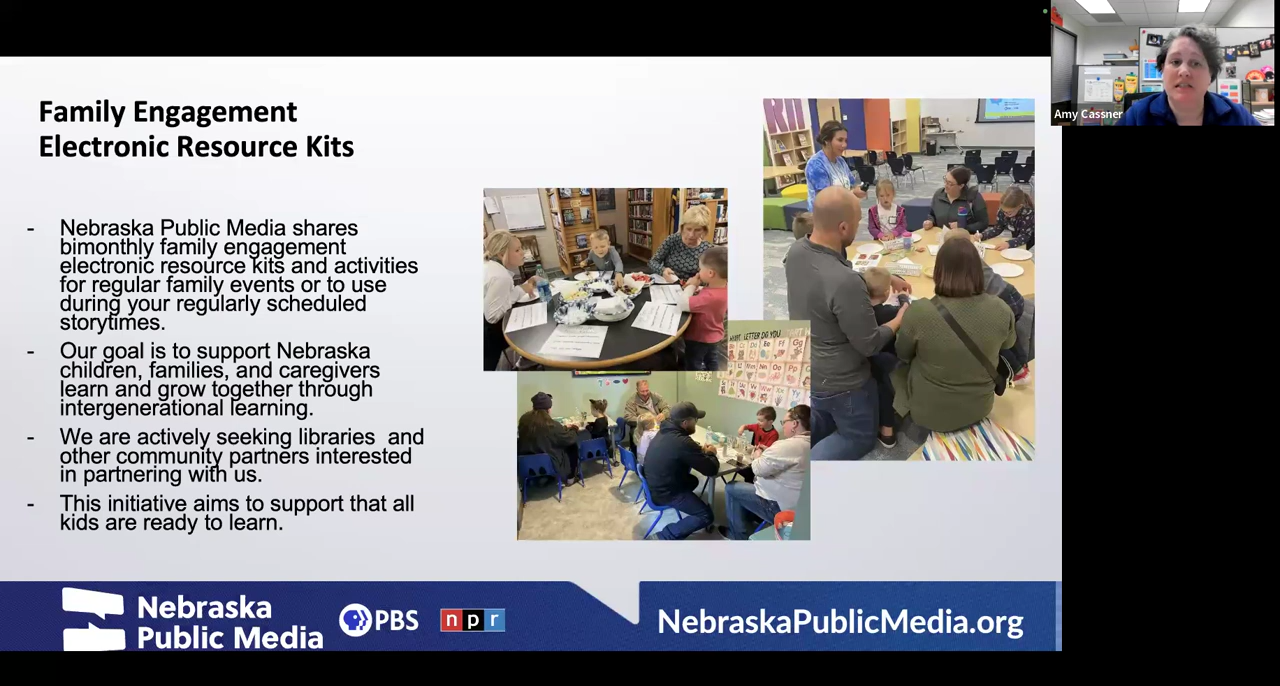 Family Engagement
Electronic Resource Kits
Amy Cassner
- Nebraska Public Media shares
bimonthly family engagement
electronic resource kits and activities
for regular family events or to use
during your regularly scheduled
storytimes.
- Our goal is to support Nebraska
children, families, and caregivers
learn and grow together through
intergenerational learning.
- We are actively seeking libraries and
other community partners interested
in partnering with us.
- This initiative aims to support that all
kids are ready to learn.
LETTER DO YOU
Nebraska
Public Media
PBS
npr
NebraskaPublicMedia.org